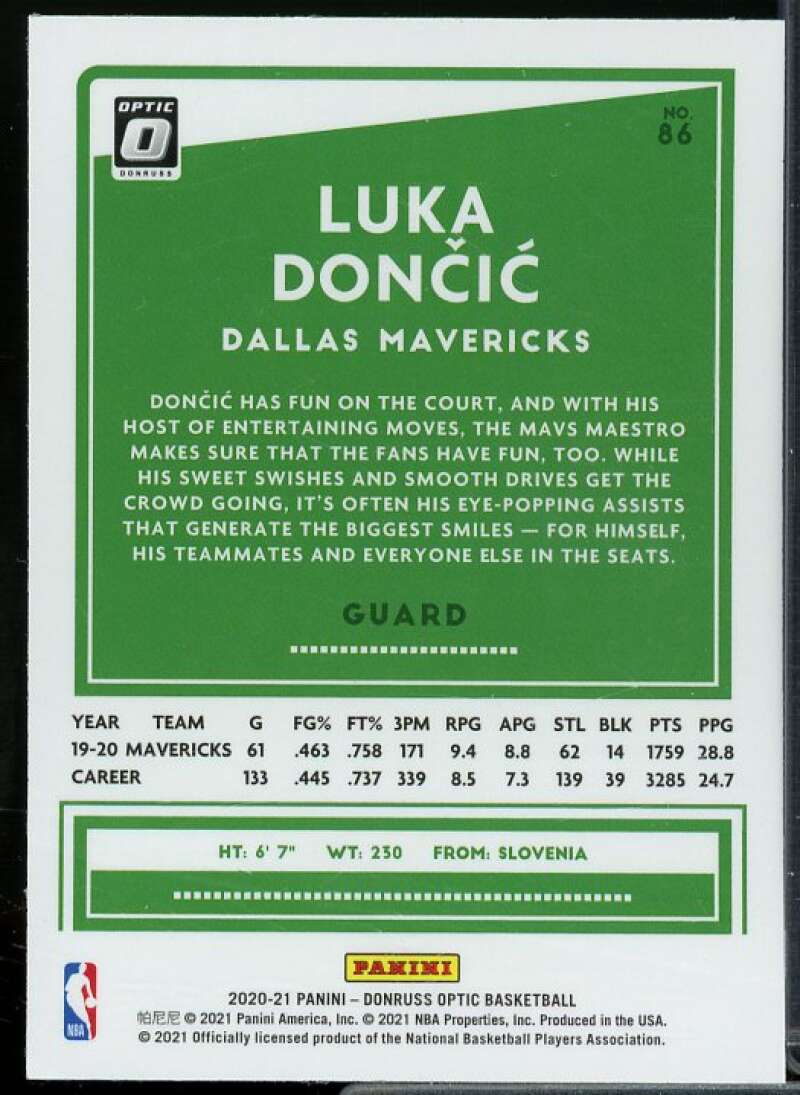 OPTIC
O
DONRUSS
NO.
86
LUKA
DONČIĆ
DALLAS MAVERICKS
DONČIĆ HAS FUN ON THE COURT, AND WITH HIS
HOST OF ENTERTAINING MOVES, THE MAVS MAESTRO
MAKES SURE THAT THE FANS HAVE FUN, TOO. WHILE
HIS SWEET SWISHES AND SMOOTH DRIVES GET THE
CROWD GOING, IT'S OFTEN HIS EYE-POPPING ASSISTS
THAT GENERATE THE BIGGEST SMILES — FOR HIMSELF,
HIS TEAMMATES AND EVERYONE ELSE IN THE SEATS.
GUARD
YEAR TEAM G FG% FT% 3PM RPG APG STL BLK PTS PPG
19-20 MAVERICKS 61 .463 .758 171 9.4 8.8 62 14 1759 28.8
CAREER 133 .445 .737 339 8.5 7.3 139 39 3285 24.7
HT: 6' 7" WT: 230 FROM: SLOVENIA
PANINI
NBA
2020-21 PANINI – DONRUSS OPTIC BASKETBALL
帕尼尼 © 2021 Panini America, Inc. © 2021 NBA Properties, Inc. Produced in the USA.
© 2021 Officially licensed product of the National Basketball Players Association.